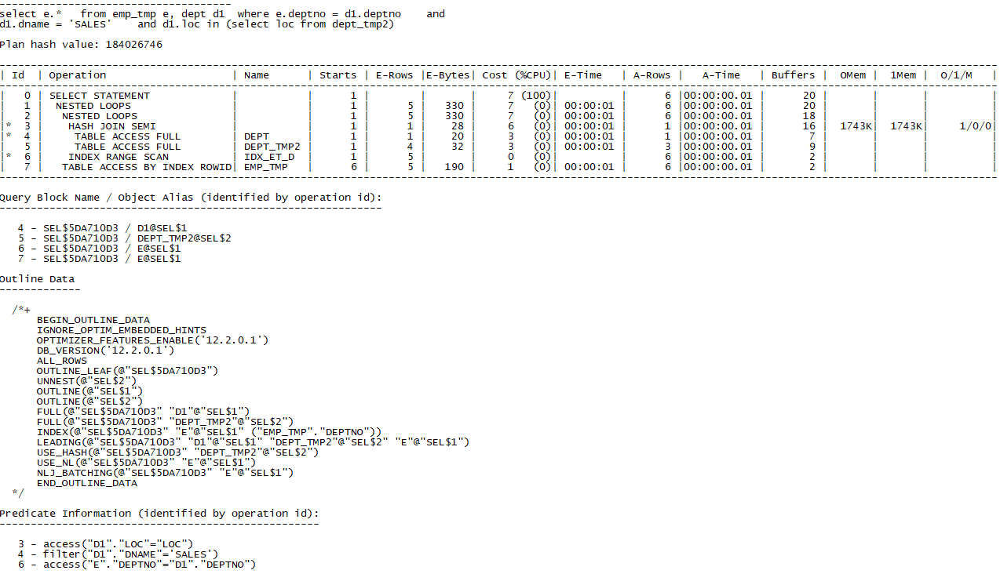 -------------------------------------
select e.*   from emp_tmp e, dept d1  where e.deptno = d1.deptno    and
d1.dname = 'SALES'    and d1.loc in (select loc from dept_tmp2)
Plan hash value: 184026746
---------------------------------------------------------------------------------------------------------------------------------------------------------------
| Id  | Operation                    | Name      | Starts | E-Rows |E-Bytes| Cost (%CPU)| E-Time   | A-Rows |   A-Time   | Buffers |  OMem |  1Mem |  O/1/M   |
---------------------------------------------------------------------------------------------------------------------------------------------------------------
|   0 | SELECT STATEMENT             |           |      1 |        |       |     7 (100)|          |      6 |00:00:00.01 |      20 |       |       |          |
|   1 |  NESTED LOOPS                |           |      1 |      5 |   330 |     7   (0)| 00:00:01 |      6 |00:00:00.01 |      20 |       |       |          |
|   2 |   NESTED LOOPS               |           |      1 |      5 |   330 |     7   (0)| 00:00:01 |      6 |00:00:00.01 |      18 |       |       |          |
|*  3 |    HASH JOIN SEMI            |           |      1 |      1 |    28 |     6   (0)| 00:00:01 |      1 |00:00:00.01 |      16 |  1743K|  1743K|     1/0/0|
|*  4 |     TABLE ACCESS FULL        | DEPT      |      1 |      1 |    20 |     3   (0)| 00:00:01 |      1 |00:00:00.01 |       7 |       |       |          |
|   5 |     TABLE ACCESS FULL        | DEPT_TMP2 |      1 |      4 |    32 |     3   (0)| 00:00:01 |      3 |00:00:00.01 |       9 |       |       |          |
|*  6 |    INDEX RANGE SCAN          | IDX_ET_D  |      1 |      5 |       |     0   (0)|          |      6 |00:00:00.01 |       2 |       |       |          |
|   7 |   TABLE ACCESS BY INDEX ROWID| EMP_TMP   |      6 |      5 |   190 |     1   (0)| 00:00:01 |      6 |00:00:00.01 |       2 |       |       |          |
---------------------------------------------------------------------------------------------------------------------------------------------------------------
Query Block Name / Object Alias (identified by operation id):
-------------------------------------------------------------
   4 - SEL$5DA710D3 / D1@SEL$1
   5 - SEL$5DA710D3 / DEPT_TMP2@SEL$2
   6 - SEL$5DA710D3 / E@SEL$1
   7 - SEL$5DA710D3 / E@SEL$1
Outline Data
-------------
  /*+
      BEGIN_OUTLINE_DATA
      IGNORE_OPTIM_EMBEDDED_HINTS
      OPTIMIZER_FEATURES_ENABLE('12.2.0.1')
      DB_VERSION('12.2.0.1')
      ALL_ROWS
      OUTLINE_LEAF(@"SEL$5DA710D3")
      UNNEST(@"SEL$2")
      OUTLINE(@"SEL$1")
      OUTLINE(@"SEL$2")
      FULL(@"SEL$5DA710D3" "D1"@"SEL$1")
      FULL(@"SEL$5DA710D3" "DEPT_TMP2"@"SEL$2")
      INDEX(@"SEL$5DA710D3" "E"@"SEL$1" ("EMP_TMP"."DEPTNO"))
      LEADING(@"SEL$5DA710D3" "D1"@"SEL$1" "DEPT_TMP2"@"SEL$2" "E"@"SEL$1")
      USE_HASH(@"SEL$5DA710D3" "DEPT_TMP2"@"SEL$2")
      USE_NL(@"SEL$5DA710D3" "E"@"SEL$1")
      NLJ_BATCHING(@"SEL$5DA710D3" "E"@"SEL$1")
      END_OUTLINE_DATA
  */
Predicate Information (identified by operation id):
---------------------------------------------------
   3 - access("D1"."LOC"="LOC")
   4 - filter("D1"."DNAME"='SALES')
   6 - access("E"."DEPTNO"="D1"."DEPTNO")